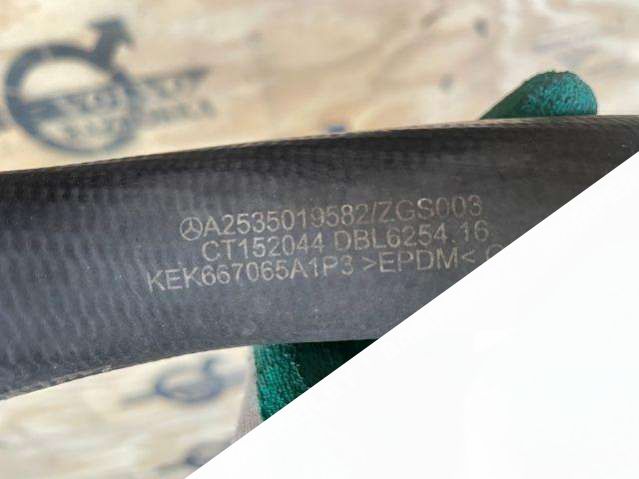 A2535019582/ZGS003
CT152044 DBL6254.16
KEK667065A1P3 >EPDM<